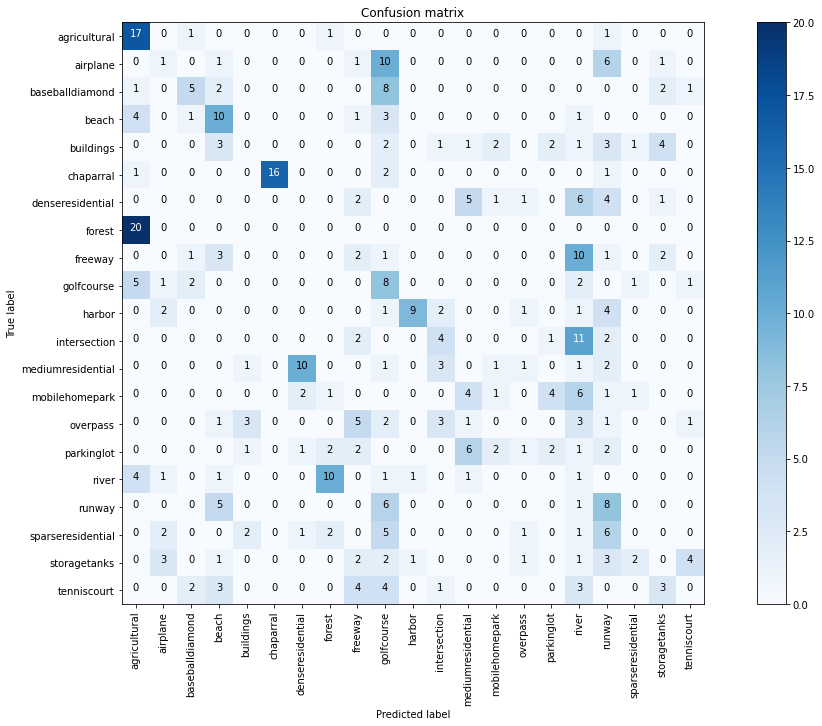 Confusion matrix
True label
agricultural 17 0 1 0 0 0 0 1 0 0 0 0 0 0 0 0 0 1 0 0 0
airplane 0 1 0 1 0 0 0 0 1 10 0 0 0 0 0 0 0 6 0 1 0
baseballdiamond 1 0 5 2 0 0 0 0 0 8 0 0 0 0 0 0 0 0 0 2 1
beach 4 0 1 10 0 0 0 0 1 3 0 0 0 0 0 0 1 0 0 0 0
buildings 0 0 0 3 0 0 0 0 0 2 0 1 1 2 0 2 1 3 1 4 0
chaparral 1 0 0 0 0 16 0 0 0 2 0 0 0 0 0 0 0 1 0 0 0
denseresidential 0 0 0 0 0 0 0 0 2 0 0 0 5 1 1 0 6 4 0 1 0
forest 20 0 0 0 0 0 0 0 0 0 0 0 0 0 0 0 0 0 0 0 0
freeway 0 0 1 3 0 0 0 0 2 1 0 0 0 0 0 0 10 1 0 2 0
golfcourse 5 1 2 0 0 0 0 0 0 8 0 0 0 0 0 0 2 0 1 0 1
harbor 0 2 0 0 0 0 0 0 0 1 9 2 0 0 1 0 1 4 0 0 0
intersection 0 0 0 0 0 0 0 0 2 0 0 4 0 0 0 1 11 2 0 0 0
mediumresidential 0 0 0 0 1 0 10 0 0 1 0 3 0 1 1 0 1 2 0 0 0
mobilehomepark 0 0 0 0 0 0 2 1 0 0 0 0 4 1 0 4 6 1 1 0 0
overpass 0 0 0 1 3 0 0 0 5 2 0 3 1 0 0 0 3 1 0 0 1
parkinglot 0 0 0 0 1 0 1 2 2 0 0 0 6 2 1 2 1 2 0 0 0
river 4 1 0 1 0 0 0 10 0 1 1 0 1 0 0 0 1 0 0 0 0
runway 0 0 0 5 0 0 0 0 0 6 0 0 0 0 0 0 1 8 0 0 0
sparseresidential 0 2 0 0 2 0 1 2 0 5 0 0 0 0 1 0 1 6 0 0 0
storagetanks 0 3 0 1 0 0 0 0 2 2 1 0 0 0 1 0 1 3 2 0 4
tenniscourt 0 0 2 3 0 0 0 0 4 4 0 1 0 0 0 0 3 0 0 3 0
agricultural
airplane
baseballdiamond
beach
buildings
chaparral
denseresidential
forest
freeway
golfcourse
harbor
intersection
mediumresidential
mobilehomepark
overpass
parkinglot
river
runway
sparseresidential
storagetanks
tenniscourt
Predicted label
20.0
17.5
15.0
12.5
10.0
7.5
5.0
2.5
0.0